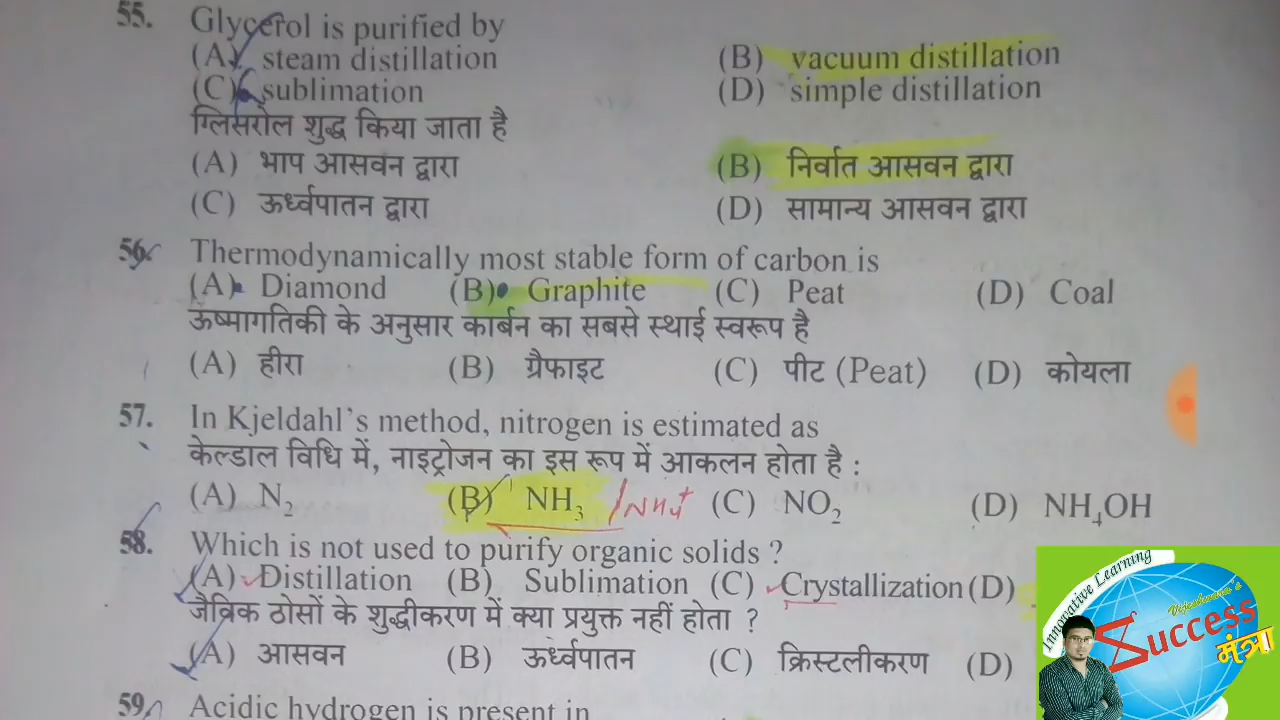 55. Glycerol is purified by
(A) steam distillation (B) vacuum distillation
(C) sublimation (D) simple distillation
ग्लिसरोल शुद्ध किया जाता है
(A) भाप आसवन द्वारा (B) निर्वात आसवन द्वारा
(C) ऊर्ध्वपातन द्वारा (D) सामान्य आसवन द्वारा
56. Thermodynamically most stable form of carbon is
(A) Diamond (B) Graphite (C) Peat (D) Coal
ऊष्मागतिकी के अनुसार कार्बन का सबसे स्थाई स्वरूप है
(A) हीरा (B) ग्रैफाइट (C) पीट (Peat) (D) कोयला
57. In Kjeldahl's method, nitrogen is estimated as
केल्डाल विधि में, नाइट्रोजन का इस रूप में आकलन होता है :
(A) N₂ (B) NH₃ /NH₄⁺ (C) NO₂ (D) NH₄OH
58. Which is not used to purify organic solids ?
(A) Distillation (B) Sublimation (C) Crystallization (D)
जैविक ठोसों के शुद्धीकरण में क्या प्रयुक्त नहीं होता ?
(A) आसवन (B) ऊर्ध्वपातन (C) क्रिस्टलीकरण (D)
59. Acidic hydrogen is present in
Innovative Learning
Success
मंत्रा